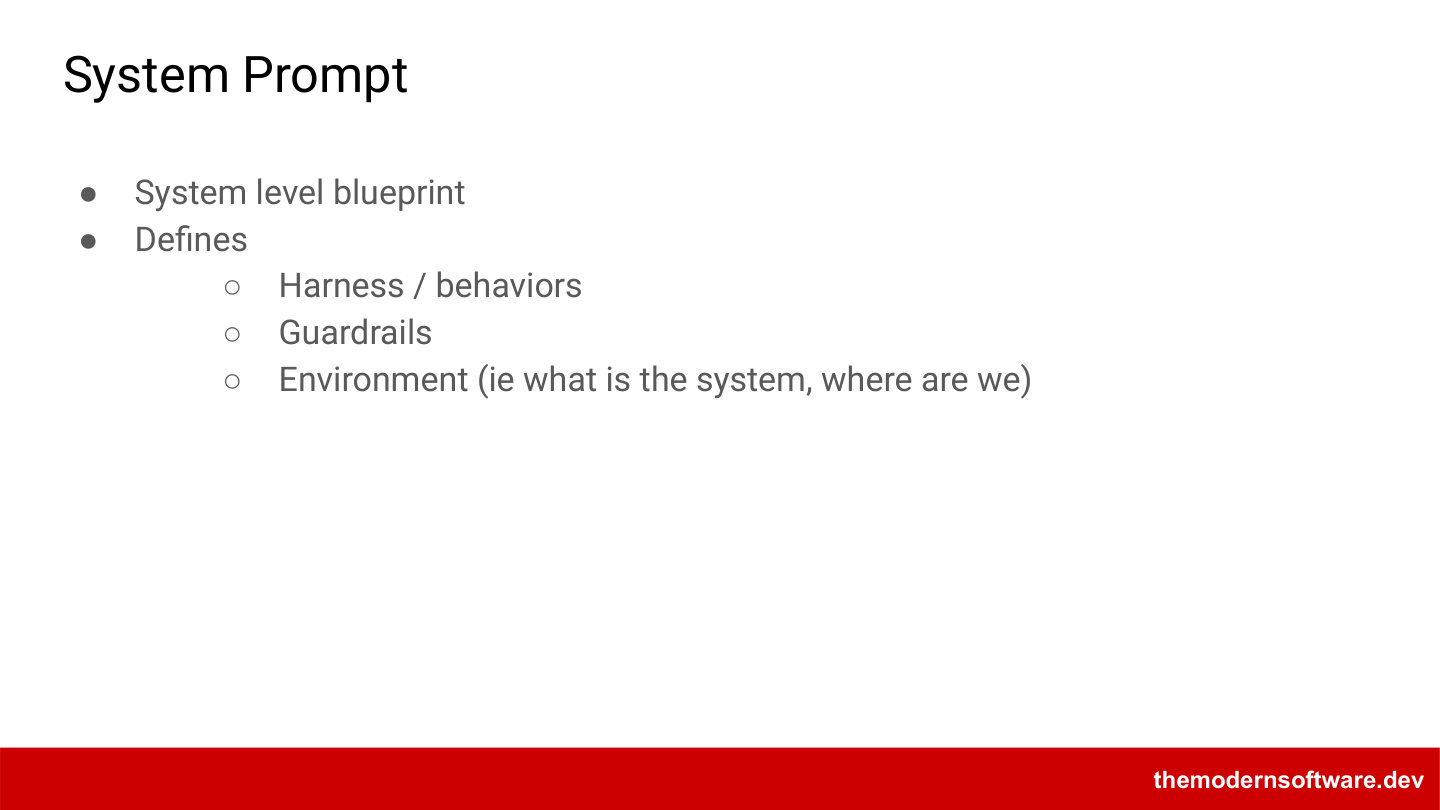 System Prompt
● System level blueprint
● Defines
○ Harness / behaviors
○ Guardrails
○ Environment (ie what is the system, where are we)
themodernsoftware.dev